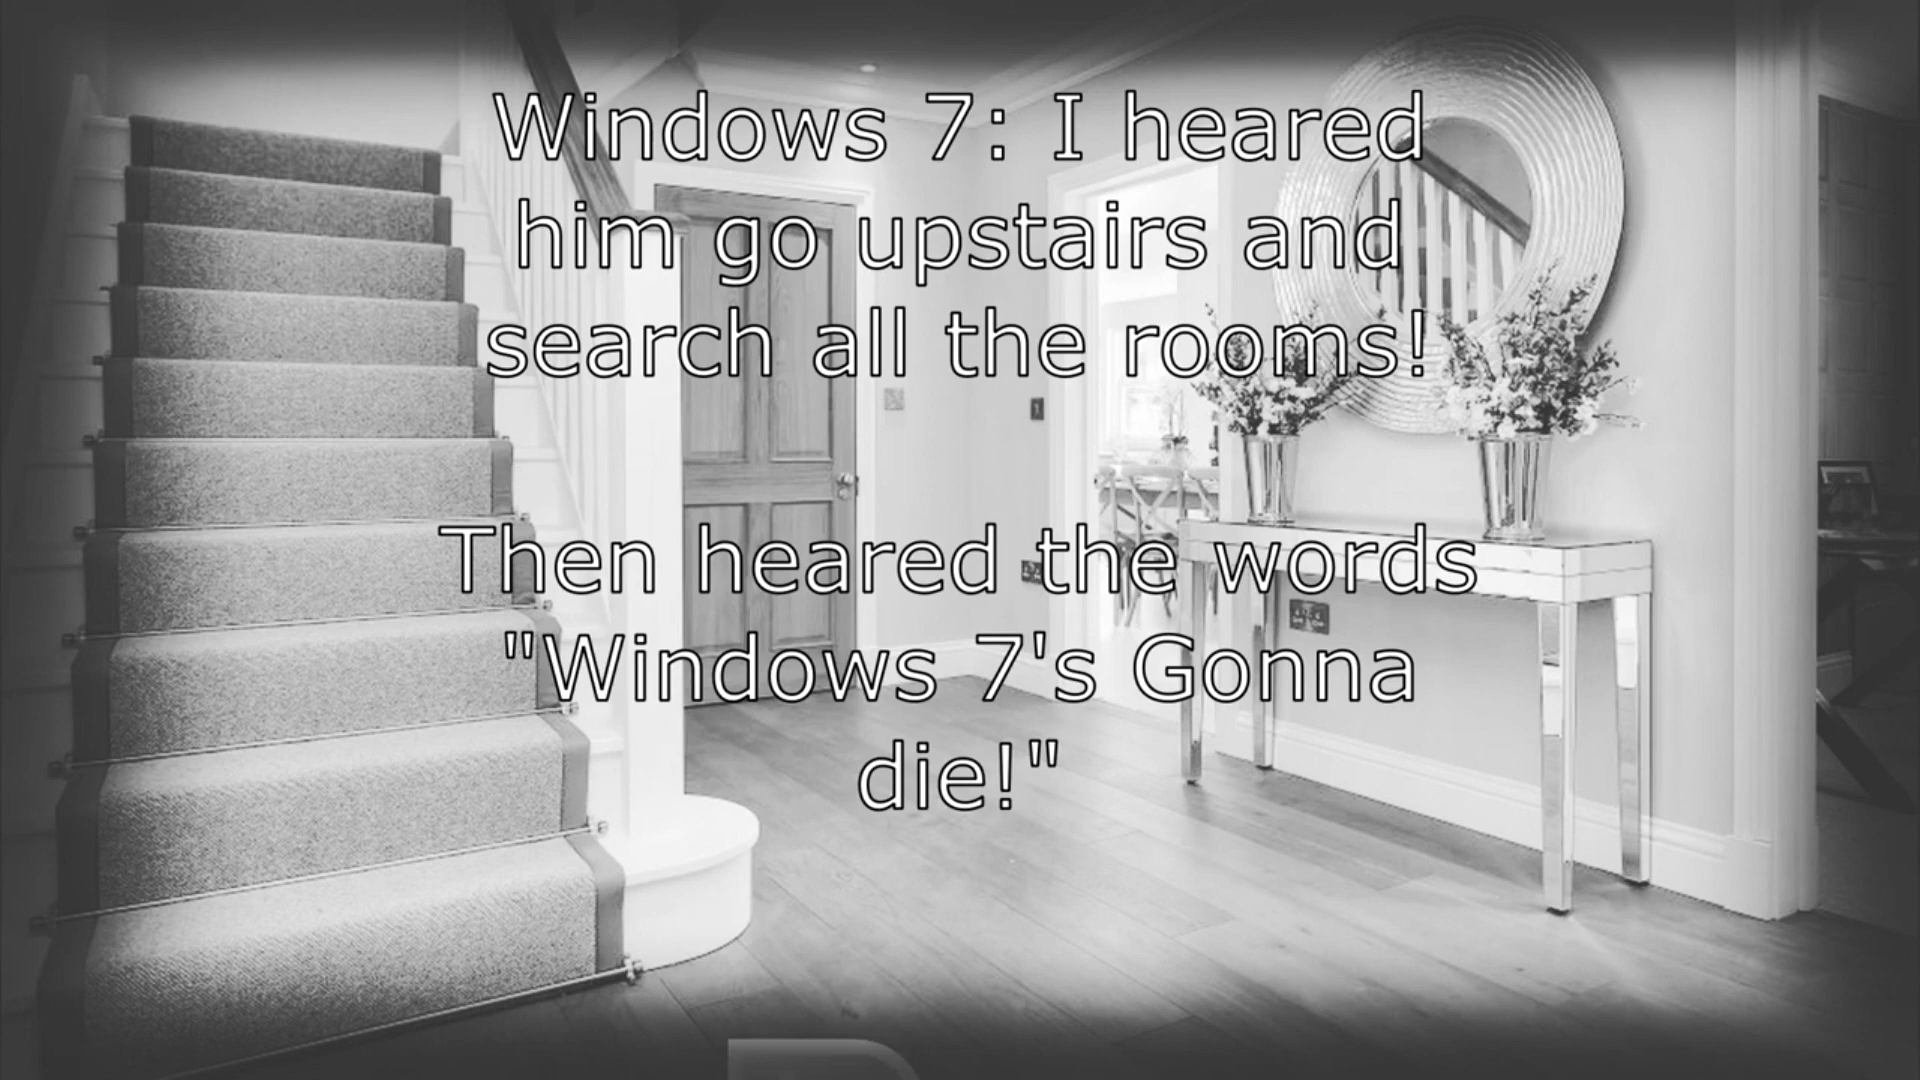 Windows 7: I heared
him go upstairs and
search all the rooms!
Then heared the words
"Windows 7's Gonna
die!"